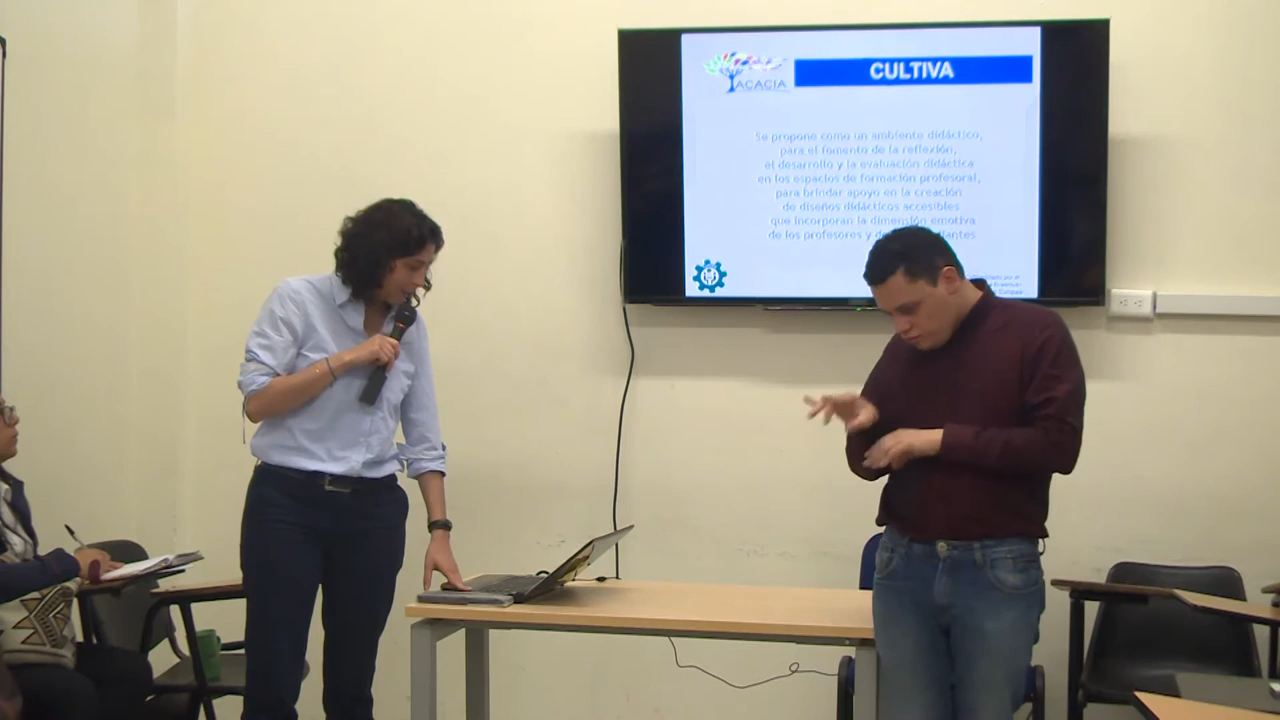 ACACIA
CULTIVA
Se propone como un ambiente didáctico,
para el fomento de la reflexión,
el desarrollo y la evaluación didáctica
en los espacios de formación profesoral,
para brindar apoyo en la creación
de diseños didácticos accesibles
que incorporan la dimensión emotiva
de los profesores y